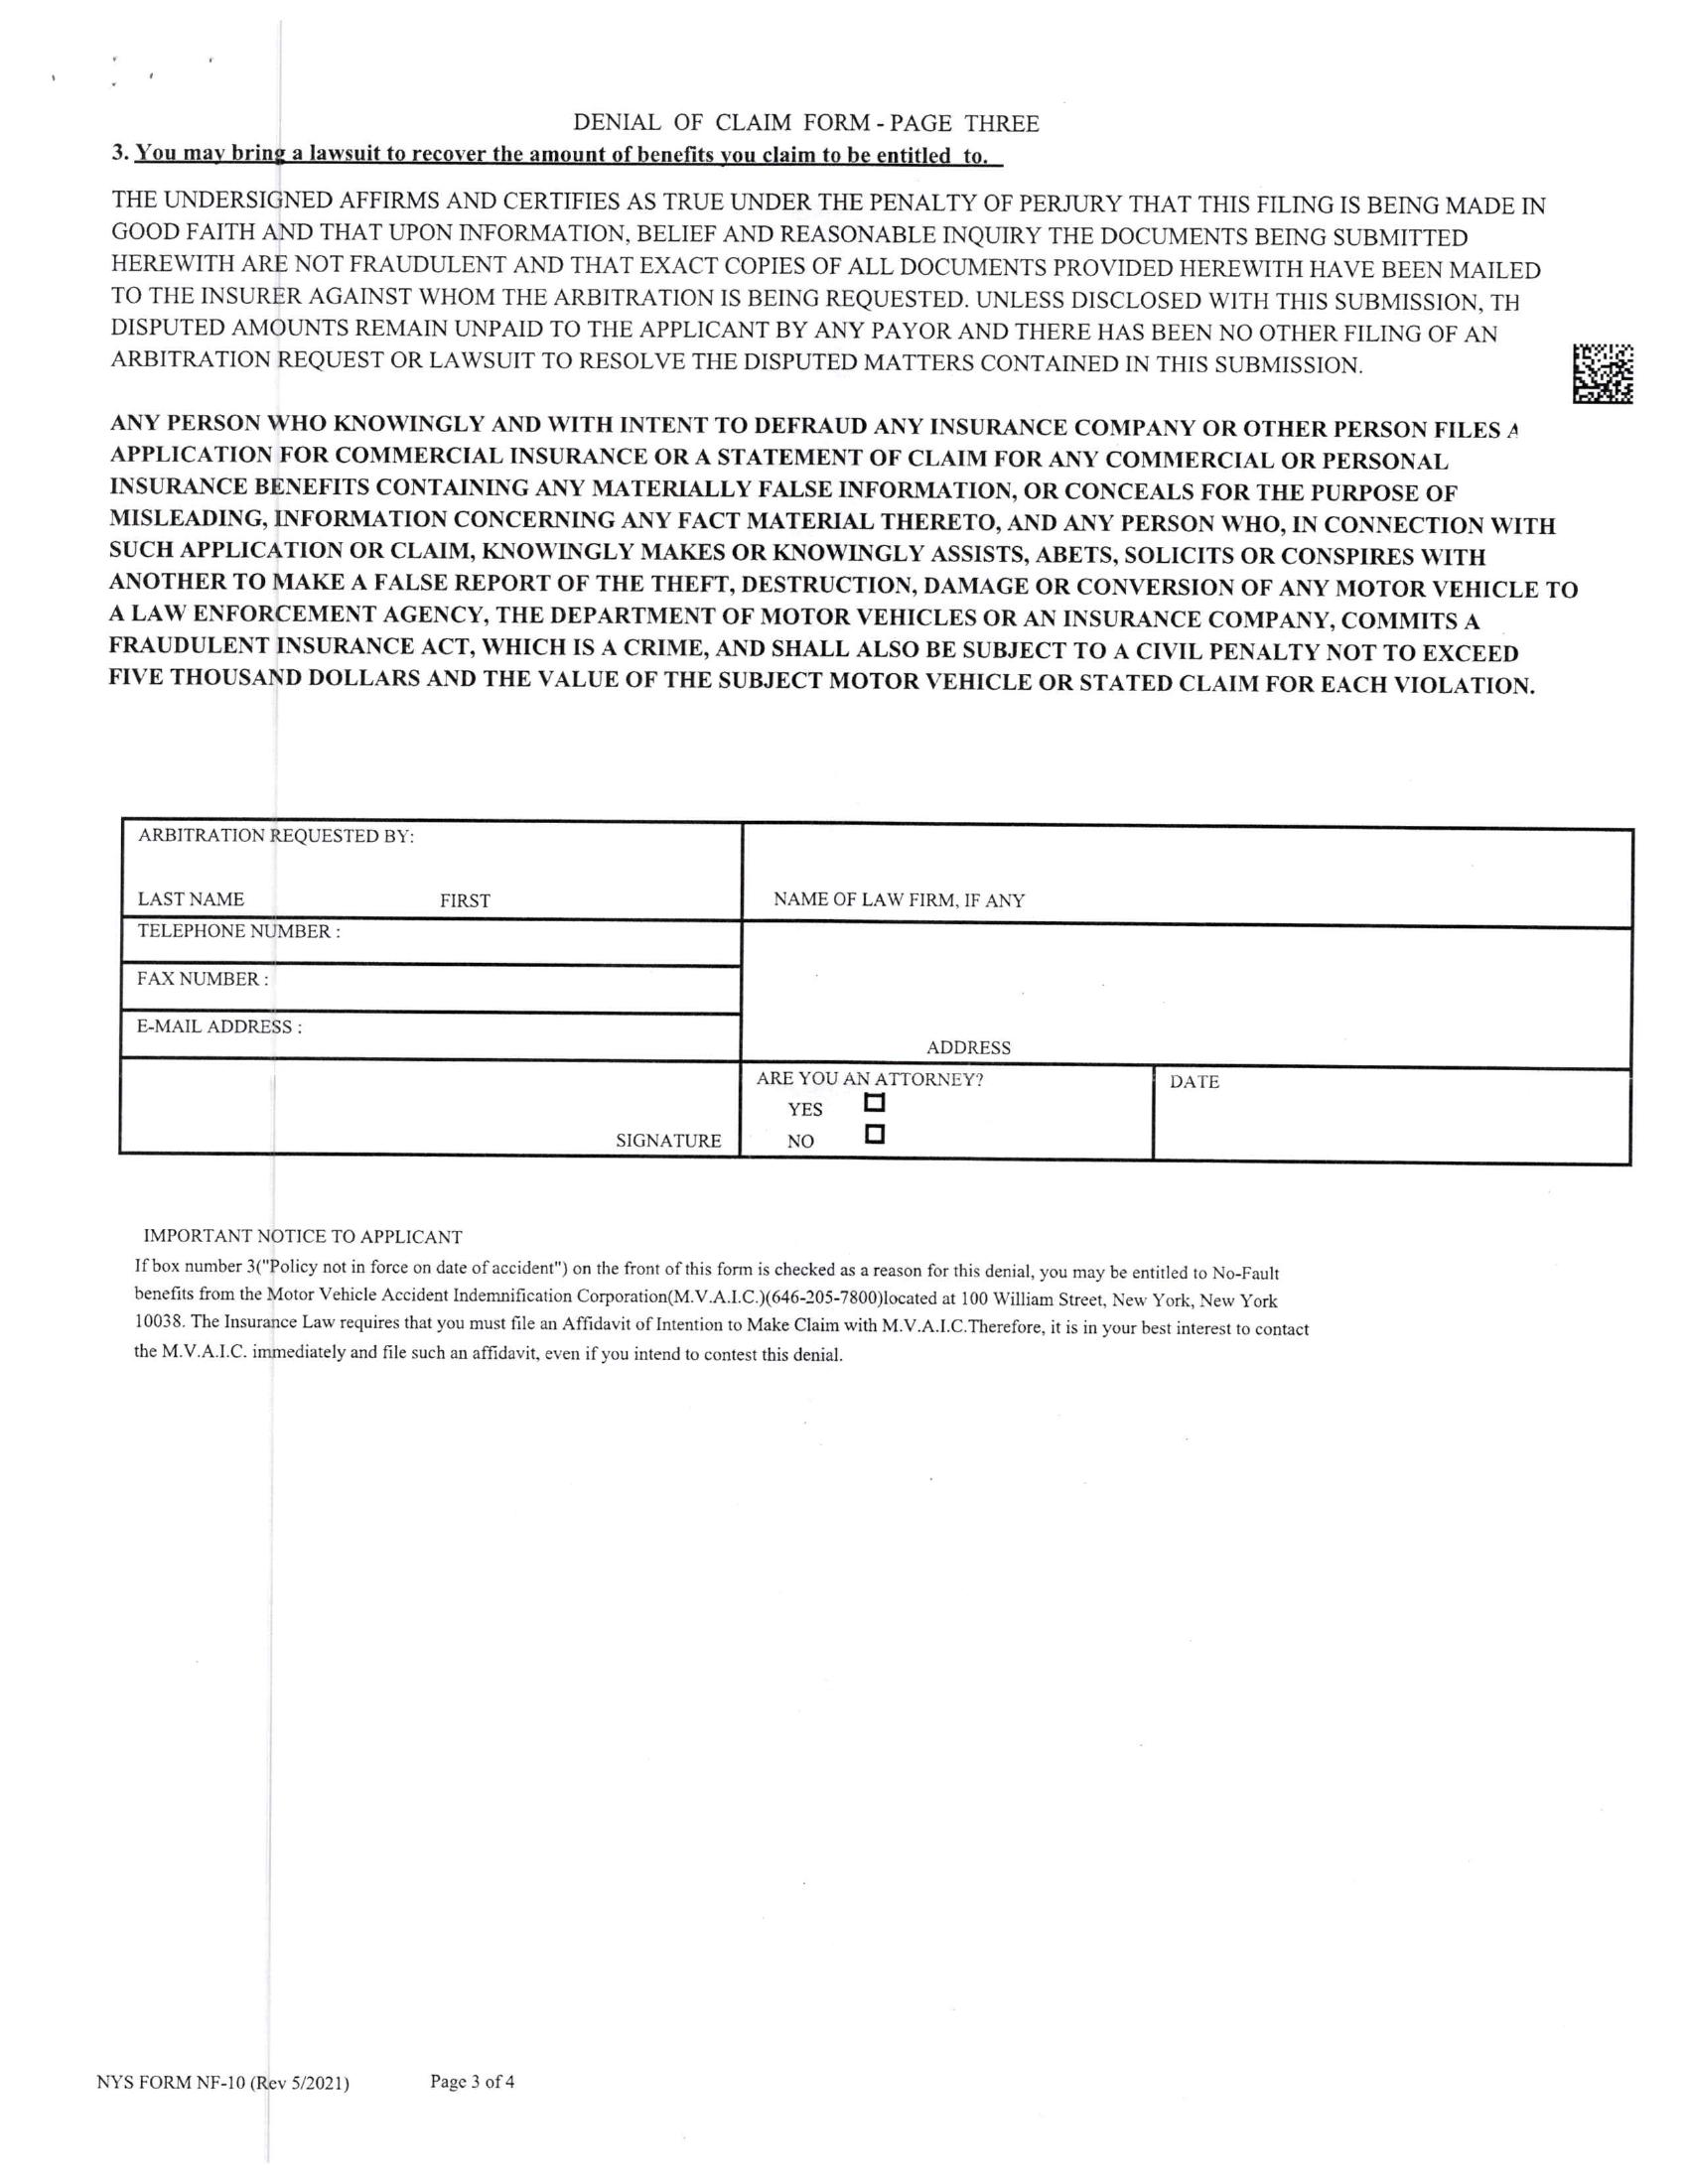 DENIAL OF CLAIM FORM - PAGE THREE
3. You may bring a lawsuit to recover the amount of benefits you claim to be entitled to.
THE UNDERSIGNED AFFIRMS AND CERTIFIES AS TRUE UNDER THE PENALTY OF PERJURY THAT THIS FILING IS BEING MADE IN
GOOD FAITH AND THAT UPON INFORMATION, BELIEF AND REASONABLE INQUIRY THE DOCUMENTS BEING SUBMITTED
HEREWITH ARE NOT FRAUDULENT AND THAT EXACT COPIES OF ALL DOCUMENTS PROVIDED HEREWITH HAVE BEEN MAILED
TO THE INSURER AGAINST WHOM THE ARBITRATION IS BEING REQUESTED. UNLESS DISCLOSED WITH THIS SUBMISSION, TH
DISPUTED AMOUNTS REMAIN UNPAID TO THE APPLICANT BY ANY PAYOR AND THERE HAS BEEN NO OTHER FILING OF AN
ARBITRATION REQUEST OR LAWSUIT TO RESOLVE THE DISPUTED MATTERS CONTAINED IN THIS SUBMISSION.
ANY PERSON WHO KNOWINGLY AND WITH INTENT TO DEFRAUD ANY INSURANCE COMPANY OR OTHER PERSON FILES A
APPLICATION FOR COMMERCIAL INSURANCE OR A STATEMENT OF CLAIM FOR ANY COMMERCIAL OR PERSONAL
INSURANCE BENEFITS CONTAINING ANY MATERIALLY FALSE INFORMATION, OR CONCEALS FOR THE PURPOSE OF
MISLEADING, INFORMATION CONCERNING ANY FACT MATERIAL THERETO, AND ANY PERSON WHO, IN CONNECTION WITH
SUCH APPLICATION OR CLAIM, KNOWINGLY MAKES OR KNOWINGLY ASSISTS, ABETS, SOLICITS OR CONSPIRES WITH
ANOTHER TO MAKE A FALSE REPORT OF THE THEFT, DESTRUCTION, DAMAGE OR CONVERSION OF ANY MOTOR VEHICLE TO
A LAW ENFORCEMENT AGENCY, THE DEPARTMENT OF MOTOR VEHICLES OR AN INSURANCE COMPANY, COMMITS A
FRAUDULENT INSURANCE ACT, WHICH IS A CRIME, AND SHALL ALSO BE SUBJECT TO A CIVIL PENALTY NOT TO EXCEED
FIVE THOUSAND DOLLARS AND THE VALUE OF THE SUBJECT MOTOR VEHICLE OR STATED CLAIM FOR EACH VIOLATION.
ARBITRATION REQUESTED BY:
LAST NAME FIRST
NAME OF LAW FIRM, IF ANY
TELEPHONE NUMBER :
FAX NUMBER :
E-MAIL ADDRESS :
ADDRESS
SIGNATURE
ARE YOU AN ATTORNEY?
YES
NO
DATE
IMPORTANT NOTICE TO APPLICANT
If box number 3("Policy not in force on date of accident") on the front of this form is checked as a reason for this denial, you may be entitled to No-Fault
benefits from the Motor Vehicle Accident Indemnification Corporation(M.V.A.I.C.)(646-205-7800)located at 100 William Street, New York, New York
10038. The Insurance Law requires that you must file an Affidavit of Intention to Make Claim with M.V.A.I.C.Therefore, it is in your best interest to contact
the M.V.A.I.C. immediately and file such an affidavit, even if you intend to contest this denial.
NYS FORM NF-10 (Rev 5/2021) Page 3 of 4